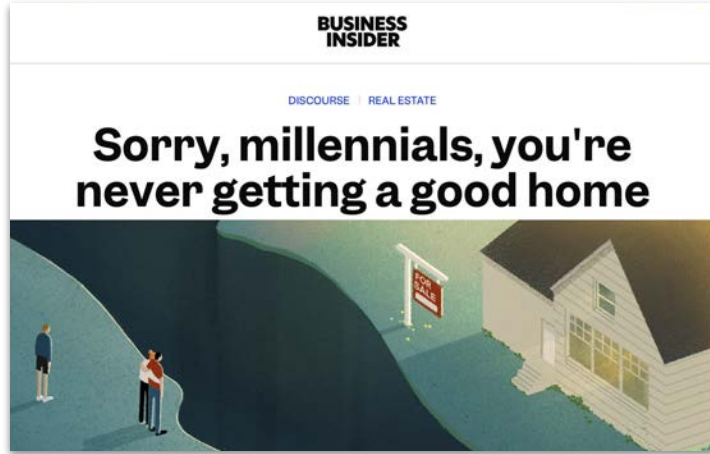 BUSINESS
INSIDER
DISCOURSE | REAL ESTATE
Sorry, millennials, you're
never getting a good home
FOR
SALE